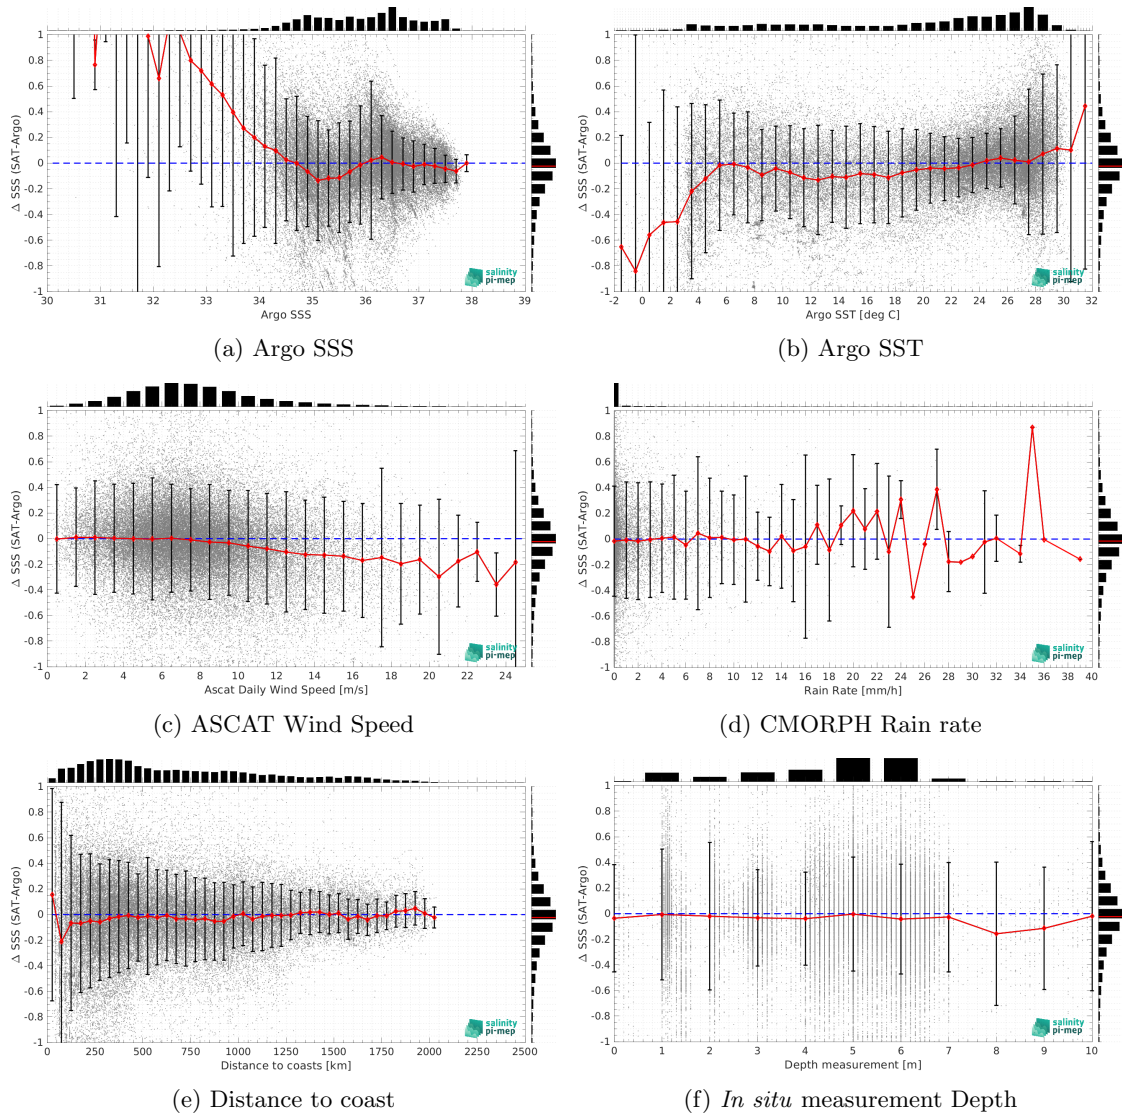 1
0.8
0.6
0.4
0.2
0
-0.2
-0.4
-0.6
-0.8
-1
Δ SSS (SAT-Argo)
salinity
pi-mep
30 31 32 33 34 35 36 37 38 39
Argo SSS
(a) Argo SSS
1
0.8
0.6
0.4
0.2
0
-0.2
-0.4
-0.6
-0.8
-1
Δ SSS (SAT-Argo)
salinity
pi-mep
-2 0 2 4 6 8 10 12 14 16 18 20 22 24 26 28 30 32
Argo SST [deg C]
(b) Argo SST
1
0.8
0.6
0.4
0.2
0
-0.2
-0.4
-0.6
-0.8
-1
Δ SSS (SAT-Argo)
salinity
pi-mep
0 2 4 6 8 10 12 14 16 18 20 22 24
Ascat Daily Wind Speed [m/s]
(c) ASCAT Wind Speed
1
0.8
0.6
0.4
0.2
0
-0.2
-0.4
-0.6
-0.8
-1
Δ SSS (SAT-Argo)
salinity
pi-mep
0 2 4 6 8 10 12 14 16 18 20 22 24 26 28 30 32 34 36 38 40
Rain Rate [mm/h]
(d) CMORPH Rain rate
1
0.8
0.6
0.4
0.2
0
-0.2
-0.4
-0.6
-0.8
-1
Δ SSS (SAT-Argo)
salinity
pi-mep
0 250 500 750 1000 1250 1500 1750 2000 2250 2500
Distance to coasts [km]
(e) Distance to coast
1
0.8
0.6
0.4
0.2
0
-0.2
-0.4
-0.6
-0.8
-1
Δ SSS (SAT-Argo)
salinity
pi-mep
0 1 2 3 4 5 6 7 8 9 10
Depth measurement [m]
(f) In situ measurement Depth